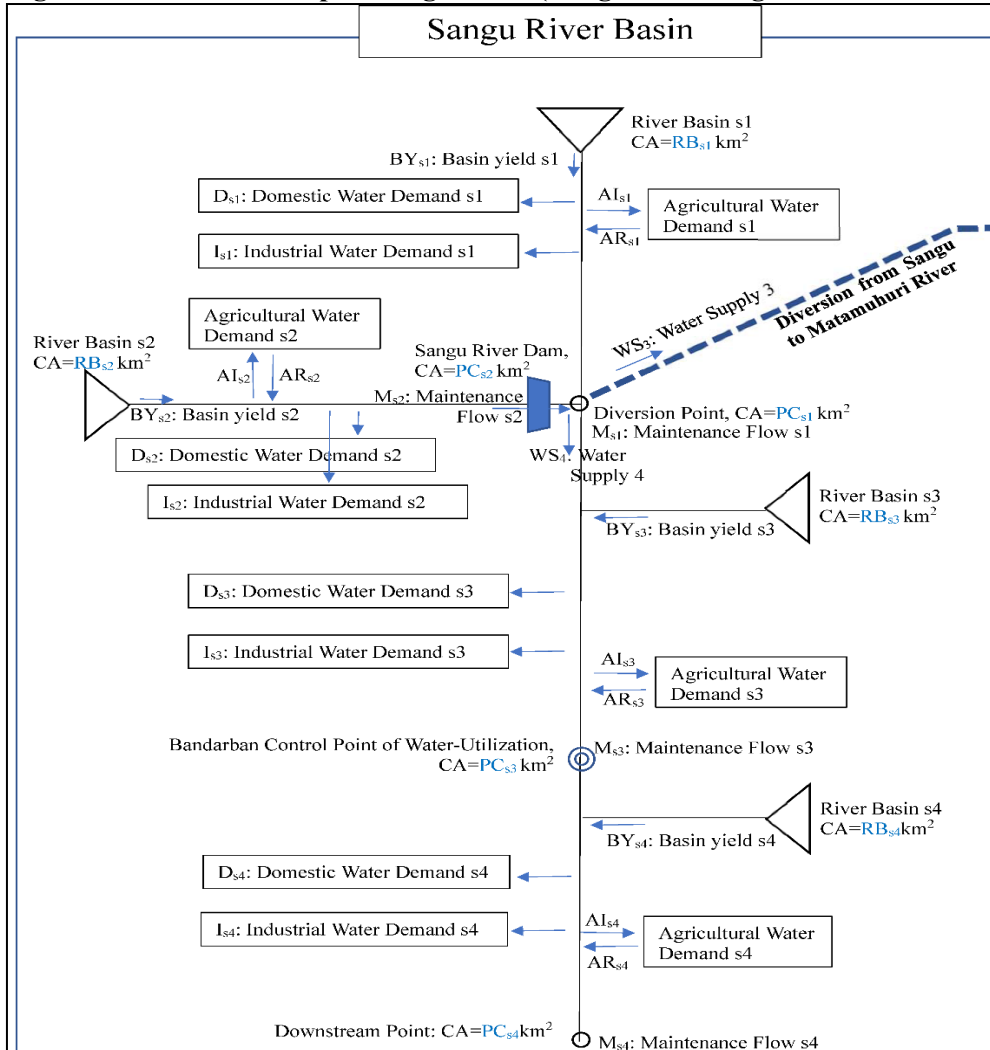 Sangu River Basin
River Basin s1
CA=RBs1 km2
BYs1: Basin yield s1
Ds1: Domestic Water Demand s1
AIs1
Agricultural Water
Demand s1
ARs1
Is1: Industrial Water Demand s1
Diversion from Sangu
to Matamuhuri River
WS3: Water Supply 3
Agricultural Water
Demand s2
River Basin s2
CA=RBs2 km2
AIs2
ARs2
Sangu River Dam,
CA=PCs2 km2
Ms2: Maintenance
Flow s2
BYs2: Basin yield s2
Diversion Point, CA=PCs1 km2
Ms1: Maintenance Flow s1
Ds2: Domestic Water Demand s2
WS4: Water
Supply 4
Is2: Industrial Water Demand s2
River Basin s3
CA=RBs3 km2
BYs3: Basin yield s3
Ds3: Domestic Water Demand s3
Is3: Industrial Water Demand s3
AIs3
Agricultural Water
Demand s3
ARs3
Bandarban Control Point of Water-Utilization,
CA=PCs3 km2
Ms3: Maintenance Flow s3
River Basin s4
CA=RBs4km2
BYs4: Basin yield s4
Ds4: Domestic Water Demand s4
Is4: Industrial Water Demand s4
AIs4
Agricultural Water
Demand s4
ARs4
Downstream Point: CA=PCs4km2
Ms4: Maintenance Flow s4